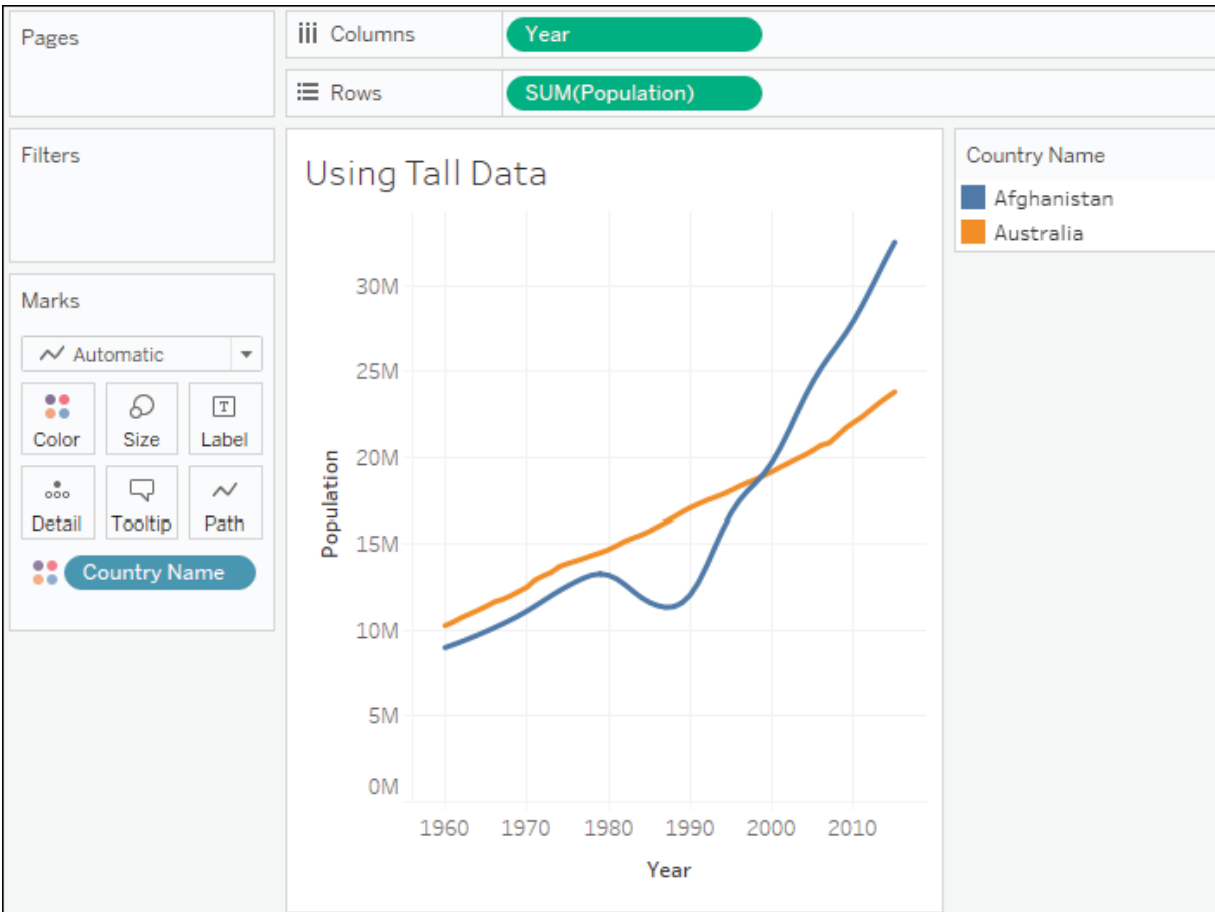 Pages
Columns
Year
Rows
SUM(Population)
Filters
Marks
Automatic
Color
Size
Label
Detail
Tooltip
Path
Country Name
Using Tall Data
30M
25M
20M
15M
10M
5M
0M
Population
1960 1970 1980 1990 2000 2010
Year
Country Name
Afghanistan
Australia